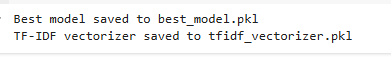 Best model saved to best_model.pkl
TF-IDF vectorizer saved to tfidf_vectorizer.pkl